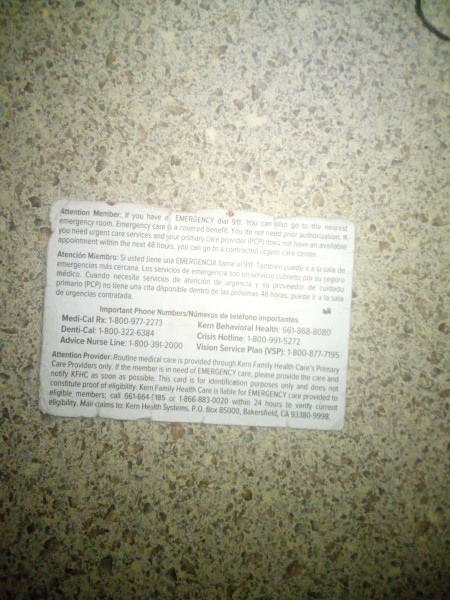 Attention Member: If you have a EMERGENCY dial 911. You can also go to the nearest
emergency room. Emergency care is a covered benefit. You do not need prior authorization. If
you need urgent care services and your primary care provider (PCP) does not have an available
appointment within the next 48 hours, you can go to a contracted urgent care center.
Atención Miembro: Si usted tiene una EMERGENCIA llame al 911. También puede ir a la sala de
emergencias más cercana. Los servicios de emergencia son un servicio cubierto por su seguro
médico. Cuando necesite servicios de atención de urgencia y su proveedor de cuidado
primario (PCP) no tiene una cita disponible dentro de las próximas 48 horas, puede ir a la sala
de urgencias contratada.
Important Phone Numbers/Números de teléfono importantes
Medi-Cal Rx: 1-800-977-2273 Kern Behavioral Health: 661-868-8080
Denti-Cal: 1-800-322-6384 Crisis Hotline: 1-800-991-5272
Advice Nurse Line: 1-800-391-2000 Vision Service Plan (VSP): 1-800-877-7195
Attention Provider: Routine medical care is provided through Kern Family Health Care's Primary
Care Providers only. If the member is in need of EMERGENCY care, please provide the care and
notify KFHC as soon as possible. This card is for identification purposes only and does not
constitute proof of eligibility. Kern Family Health Care is liable for EMERGENCY care provided to
eligible members; call 661-664-7185 or 1-866-883-0020 within 24 hours to verify current
eligibility. Mail claims to: Kern Health Systems, P.O. Box 85000, Bakersfield, CA 93380-9998.